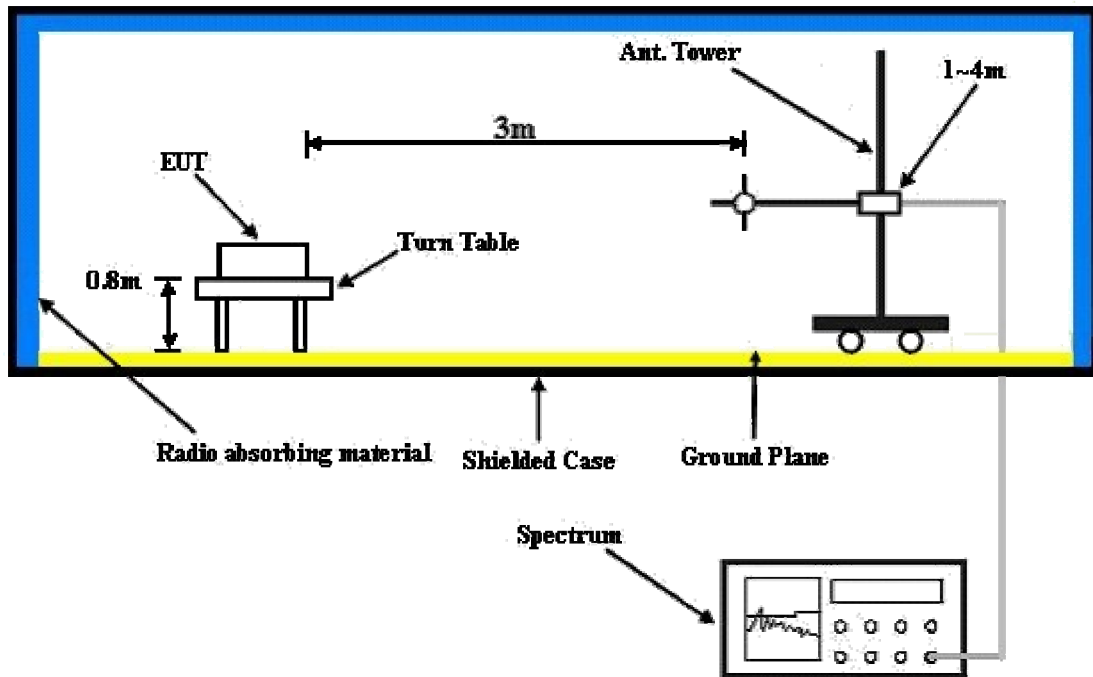 Ant. Tower
1~4m
3m
EUT
Turn Table
0.8m
Radio absorbing material
Shielded Case
Ground Plane
Spectrum